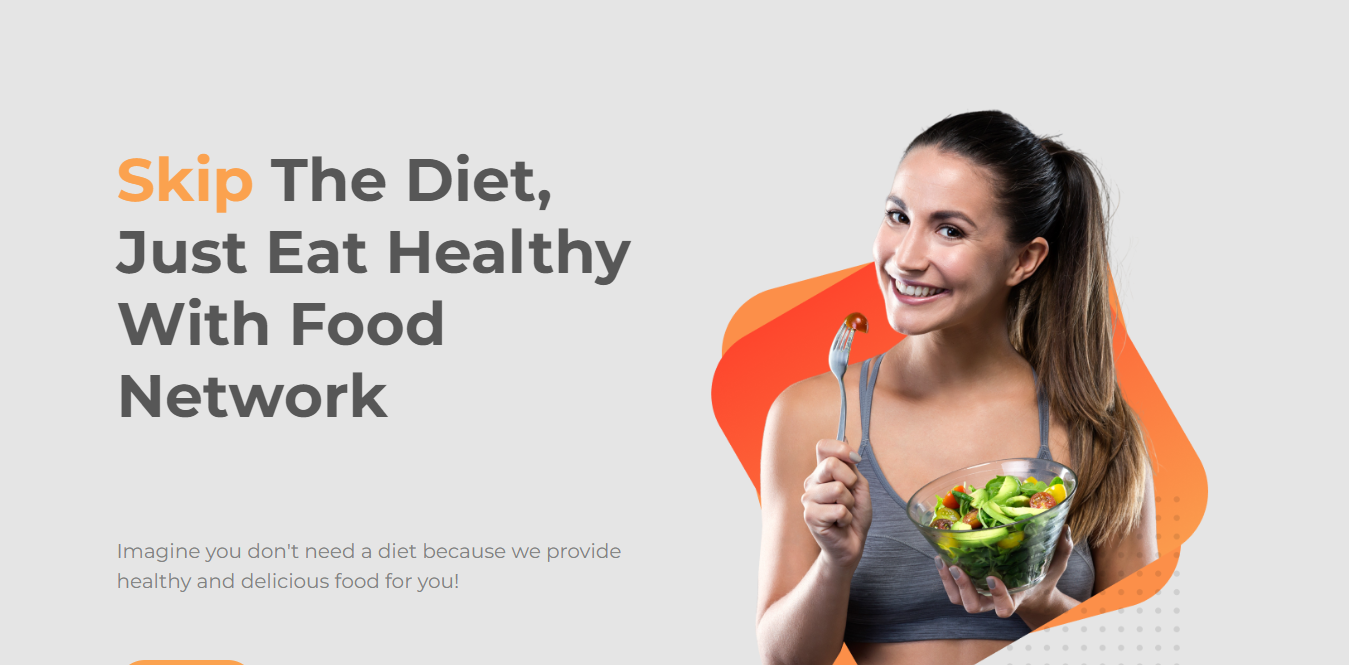 Skip The Diet,
Just Eat Healthy
With Food
Network
Imagine you don't need a diet because we provide
healthy and delicious food for you!